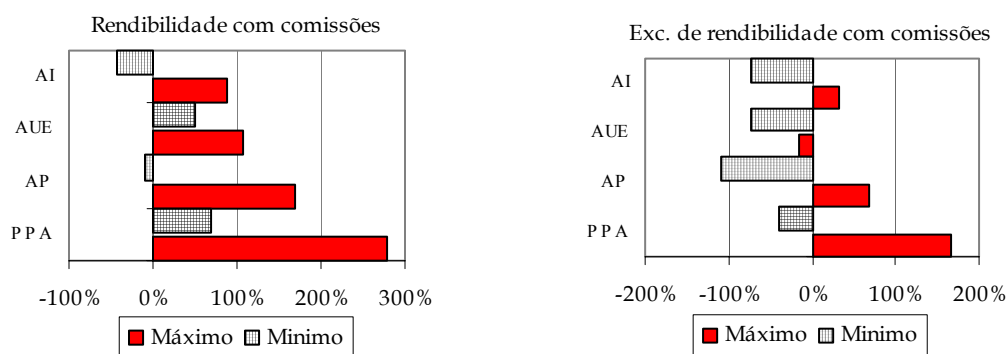 Rendibilidade com comissões
AI
AUE
AP
P P A
-100% 0% 100% 200% 300%
Máximo Minimo
Exc. de rendibilidade com comissões
AI
AUE
AP
P P A
-200% -100% 0% 100% 200%
Máximo Minimo